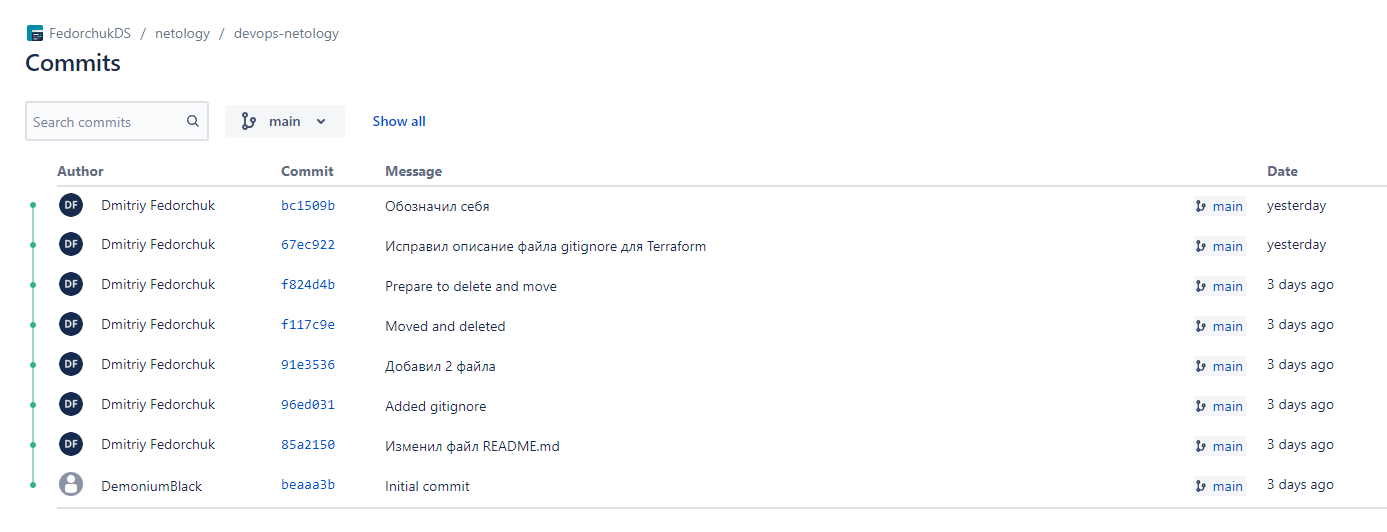 FedorchukDS / netology / devops-netology
Commits
Search commits main Show all
Author Commit Message Date
DF Dmitriy Fedorchuk bc1509b Обозначил себя main yesterday
DF Dmitriy Fedorchuk 67ec922 Исправил описание файла gitignore для Terraform main yesterday
DF Dmitriy Fedorchuk f824d4b Prepare to delete and move main 3 days ago
DF Dmitriy Fedorchuk f117c9e Moved and deleted main 3 days ago
DF Dmitriy Fedorchuk 91e3536 Добавил 2 файла main 3 days ago
DF Dmitriy Fedorchuk 96ed031 Added gitignore main 3 days ago
DF Dmitriy Fedorchuk 85a2150 Изменил файл README.md main 3 days ago
DemoniumBlack beaaa3b Initial commit main 3 days ago